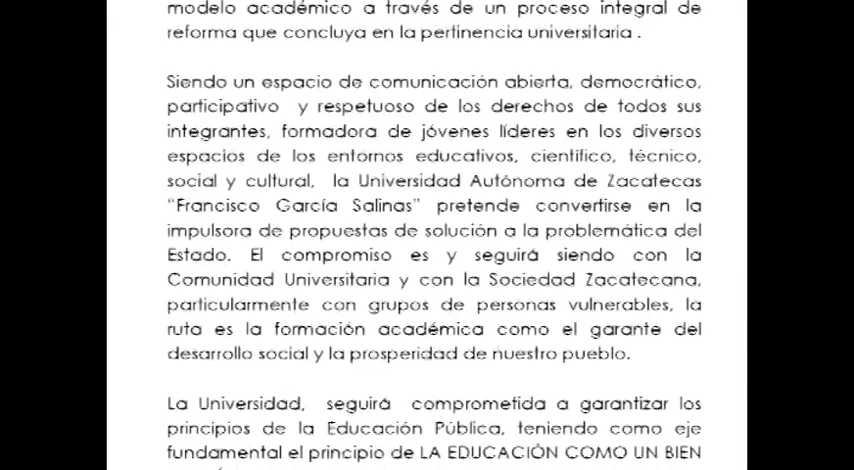 modelo académico a través de un proceso integral de
reforma que concluya en la pertinencia universitaria .
Siendo un espacio de comunicación abierta, democrático,
participativo y respetuoso de los derechos de todos sus
integrantes, formadora de jóvenes líderes en los diversos
espacios de los entornos educativos, científico, técnico,
social y cultural, la Universidad Autónoma de Zacatecas
"Francisco García Salinas" pretende convertirse en la
impulsora de propuestas de solución a la problemática del
Estado. El compromiso es y seguirá siendo con la
Comunidad Universitaria y con la Sociedad Zacatecana,
particularmente con grupos de personas vulnerables, la
ruta es la formación académica como el garante del
desarrollo social y la prosperidad de nuestro pueblo.
La Universidad, seguirá comprometida a garantizar los
principios de la Educación Pública, teniendo como eje
fundamental el principio de LA EDUCACIÓN COMO UN BIEN